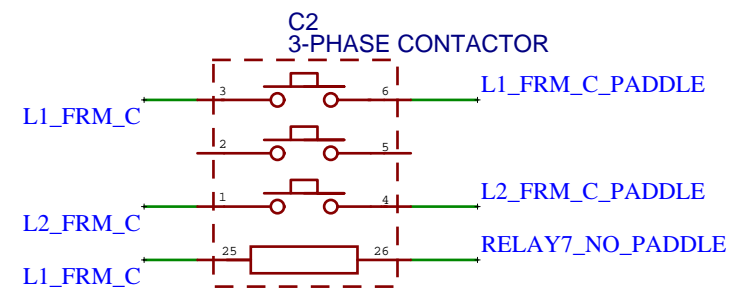 C2
3-PHASE CONTACTOR
3 6 L1_FRM_C_PADDLE
L1_FRM_C
2 5
1 4 L2_FRM_C_PADDLE
L2_FRM_C
25 26 RELAY7_NO_PADDLE
L1_FRM_C